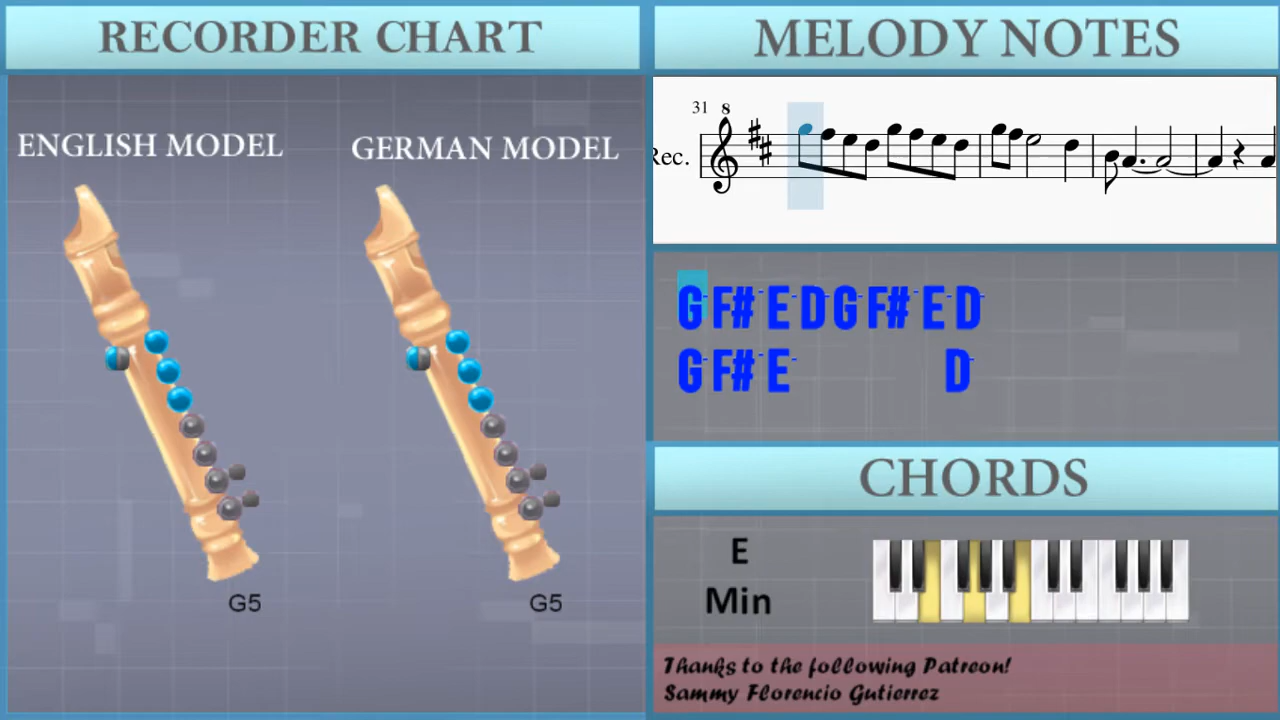 RECORDER CHART
ENGLISH MODEL
GERMAN MODEL
G5
G5
MELODY NOTES
31
8
Rec.
G F# E D G F# E D
G F# E D
CHORDS
E
Min
Thanks to the following Patreon!
Sammy Florencio Gutierrez